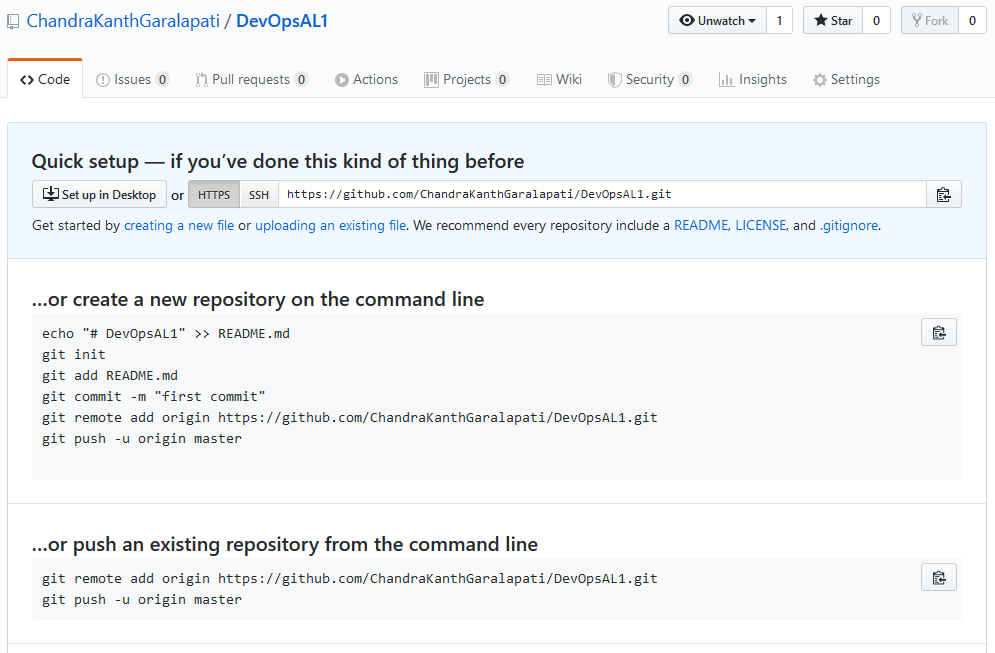 ChandraKanthGaralapati / DevOpsAL1
Unwatch 1 Star 0 Fork 0
Code Issues 0 Pull requests 0 Actions Projects 0 Wiki Security 0 Insights Settings
Quick setup — if you’ve done this kind of thing before
Set up in Desktop or HTTPS SSH https://github.com/ChandraKanthGaralapati/DevOpsAL1.git
Get started by creating a new file or uploading an existing file. We recommend every repository include a README, LICENSE, and .gitignore.
…or create a new repository on the command line
echo "# DevOpsAL1" >> README.md
git init
git add README.md
git commit -m "first commit"
git remote add origin https://github.com/ChandraKanthGaralapati/DevOpsAL1.git
git push -u origin master
…or push an existing repository from the command line
git remote add origin https://github.com/ChandraKanthGaralapati/DevOpsAL1.git
git push -u origin master